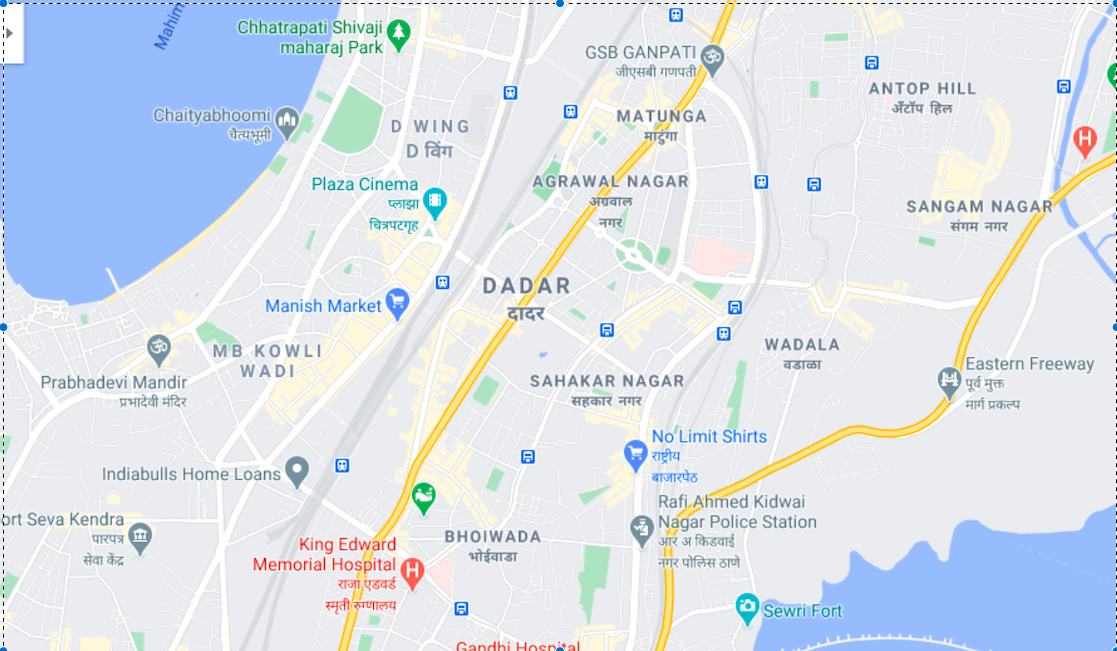 Mahim
Chhatrapati Shivaji
maharaj Park
GSB GANPATI
जीएसबी गणपती
ANTOP HILL
अँटॉप हिल
Chaityabhoomi
चैत्यभूमी
D WING
D विंग
MATUNGA
माटुंगा
H
Plaza Cinema
प्लाझा
चित्रपटगृह
AGRAWAL NAGAR
अग्रवाल
नगर
SANGAM NAGAR
संगम नगर
DADAR
दादर
Manish Market
MB KOWLI
WADI
WADALA
वडाळा
Prabhadevi Mandir
प्रभादेवी मंदिर
SAHAKAR NAGAR
सहकार नगर
Eastern Freeway
पूर्व मुक्त
मार्ग प्रकल्प
No Limit Shirts
राष्ट्रीय
बाजारपेठ
Indiabulls Home Loans
Rafi Ahmed Kidwai
Nagar Police Station
आर अ किडवाई
नगर पोलिस ठाणे
ort Seva Kendra
पारपत्र
सेवा केंद्र
BHOIWADA
भोईवाडा
King Edward
Memorial Hospital
राजा एडवर्ड
स्मृती रुग्णालय
H
Sewri Fort
Gandhi Hospital